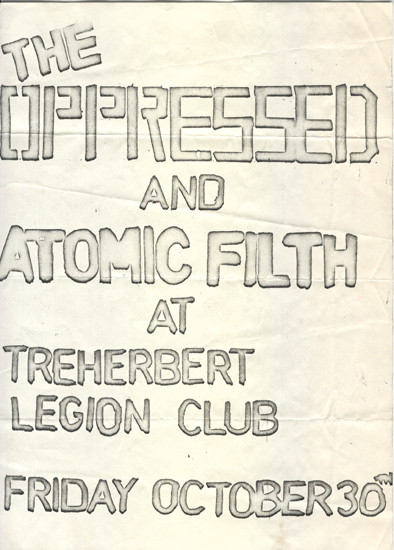 THE
OPPRESSED
AND
ATOMIC FILTH
AT
TREHERBERT
LEGION CLUB
FRIDAY OCTOBER 30TH